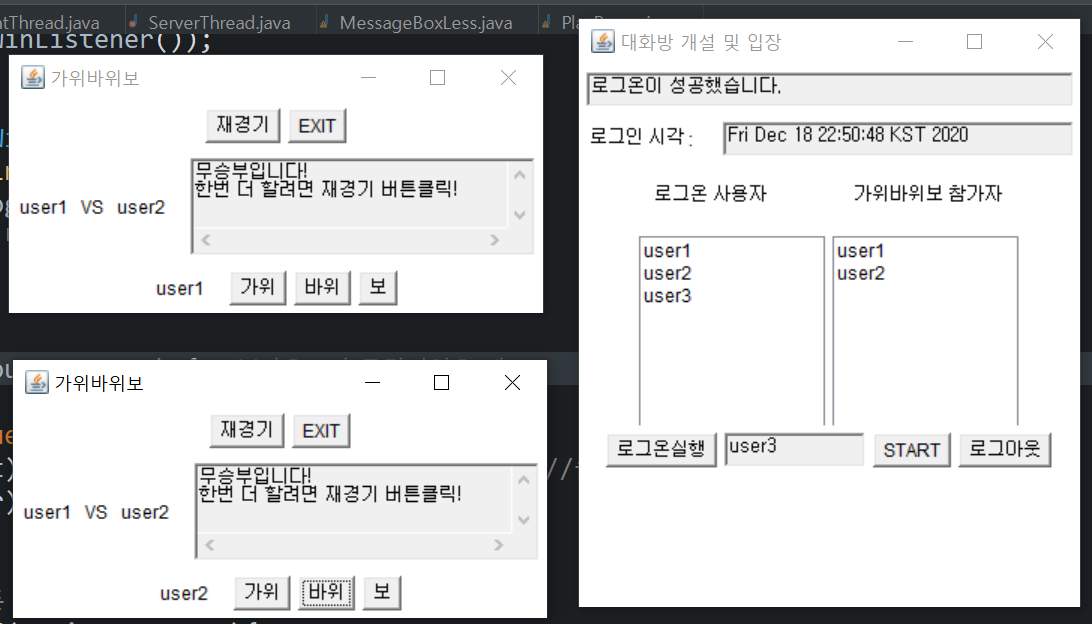 ntThread.java ServerThread.java MessageBoxLess.java
WinListener());
가위바위보
재경기 EXIT
무승부입니다!
한번 더 할려면 재경기 버튼클릭!
user1 VS user2
user1 가위 바위 보
가위바위보
재경기 EXIT
무승부입니다!
한번 더 할려면 재경기 버튼클릭!
user1 VS user2
user2 가위 바위 보
대화방 개설 및 입장
로그온이 성공했습니다.
로그인 시각 : Fri Dec 18 22:50:48 KST 2020
로그온 사용자 가위바위보 참가자
user1 user1
user2 user2
user3
로그온실행 user3 START 로그아웃